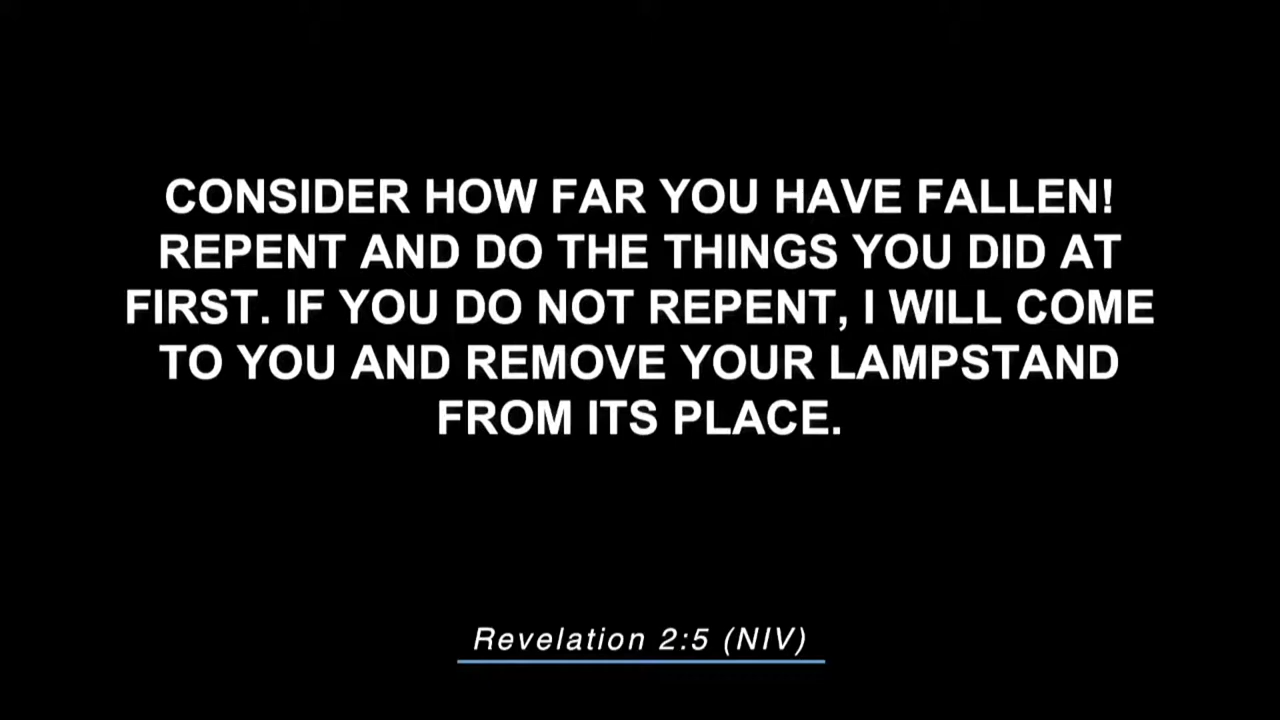 CONSIDER HOW FAR YOU HAVE FALLEN!
REPENT AND DO THE THINGS YOU DID AT
FIRST. IF YOU DO NOT REPENT, I WILL COME
TO YOU AND REMOVE YOUR LAMPSTAND
FROM ITS PLACE.
Revelation 2:5 (NIV)